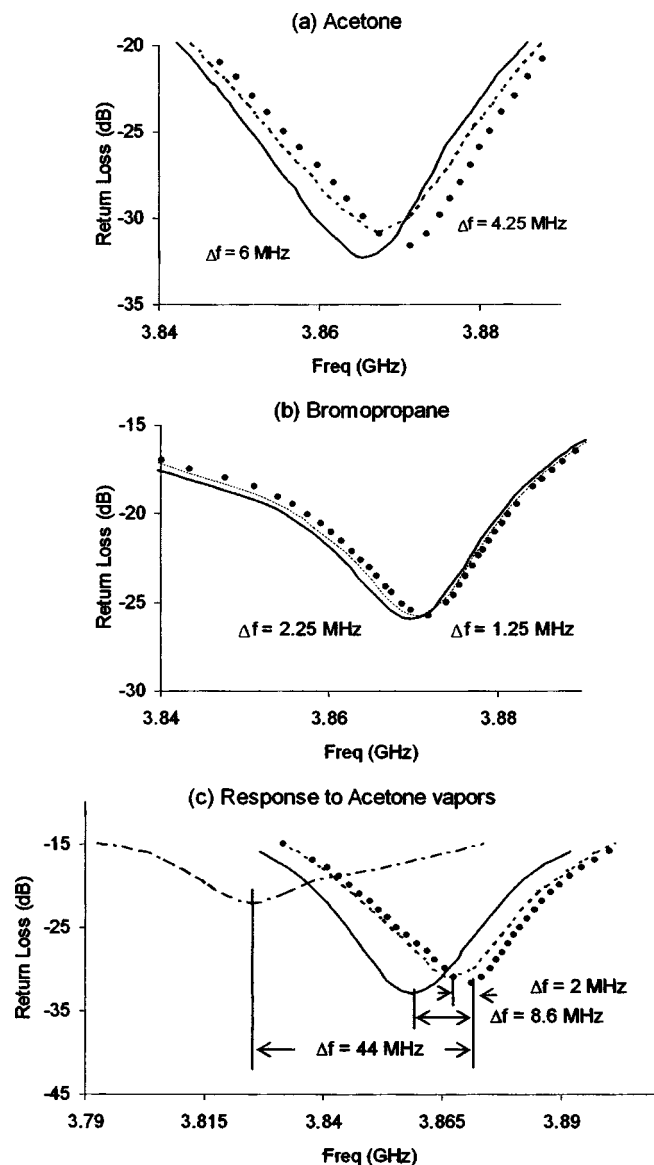 (a) Acetone
-20
-25
-30
-35
Return Loss (dB)
Δf = 6 MHz
Δf = 4.25 MHz
3.84 3.86 3.88
Freq (GHz)
(b) Bromopropane
-15
-20
-25
-30
Return Loss (dB)
Δf = 2.25 MHz
Δf = 1.25 MHz
3.84 3.86 3.88
Freq (GHz)
(c) Response to Acetone vapors
-15
-25
-35
-45
Return Loss (dB)
Δf = 2 MHz
Δf = 8.6 MHz
Δf = 44 MHz
3.79 3.815 3.84 3.865 3.89
Freq (GHz)